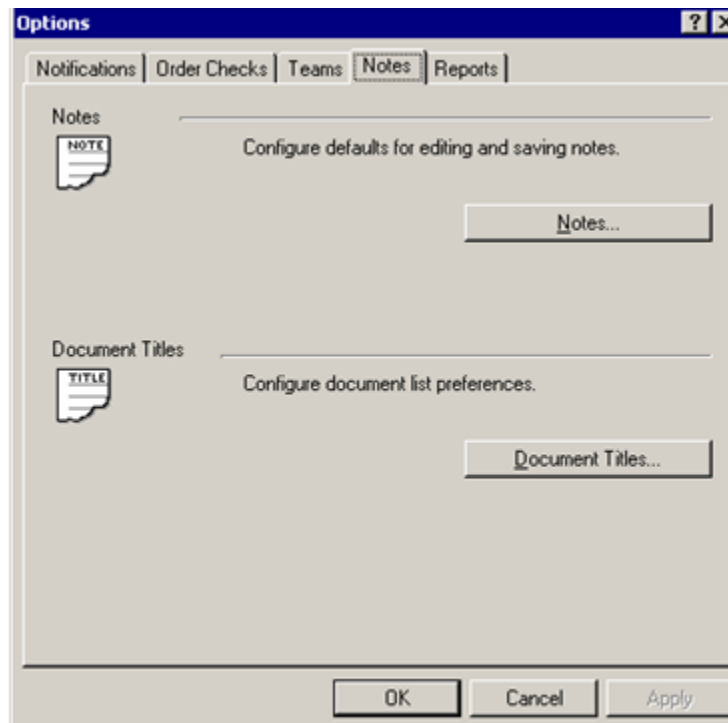 Options
Notifications Order Checks Teams Notes Reports
Notes
NOTE
Configure defaults for editing and saving notes.
Notes...
Document Titles
TITLE
Configure document list preferences.
Document Titles...
OK Cancel Apply